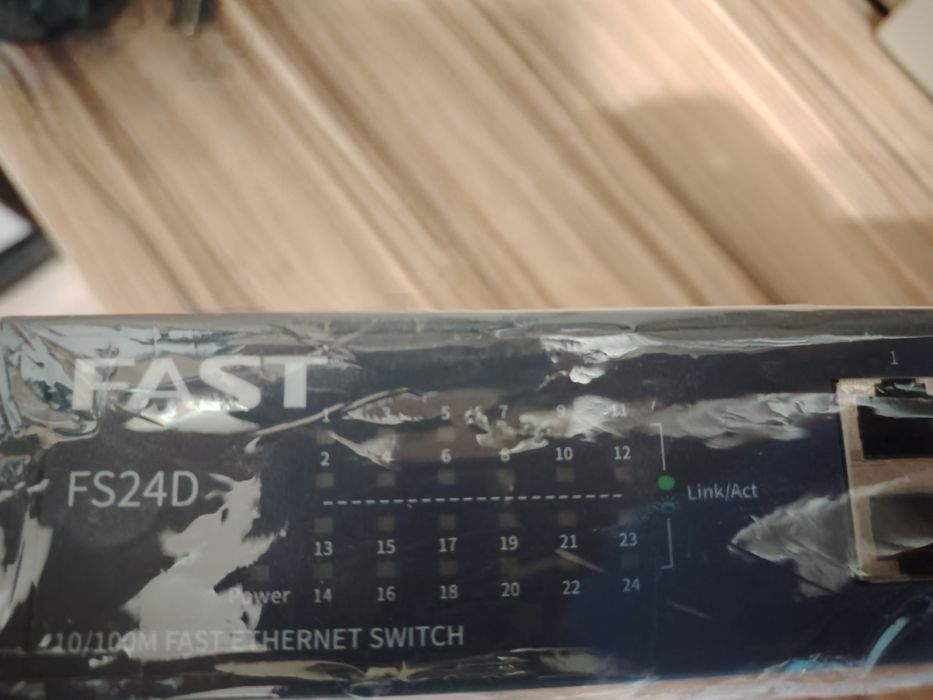 1
FAST
1 3 5 7 9 11
2 4 6 8 10 12
FS24D
Link/Act
13 15 17 19 21 23
Power 14 16 18 20 22 24
10/100M FAST ETHERNET SWITCH